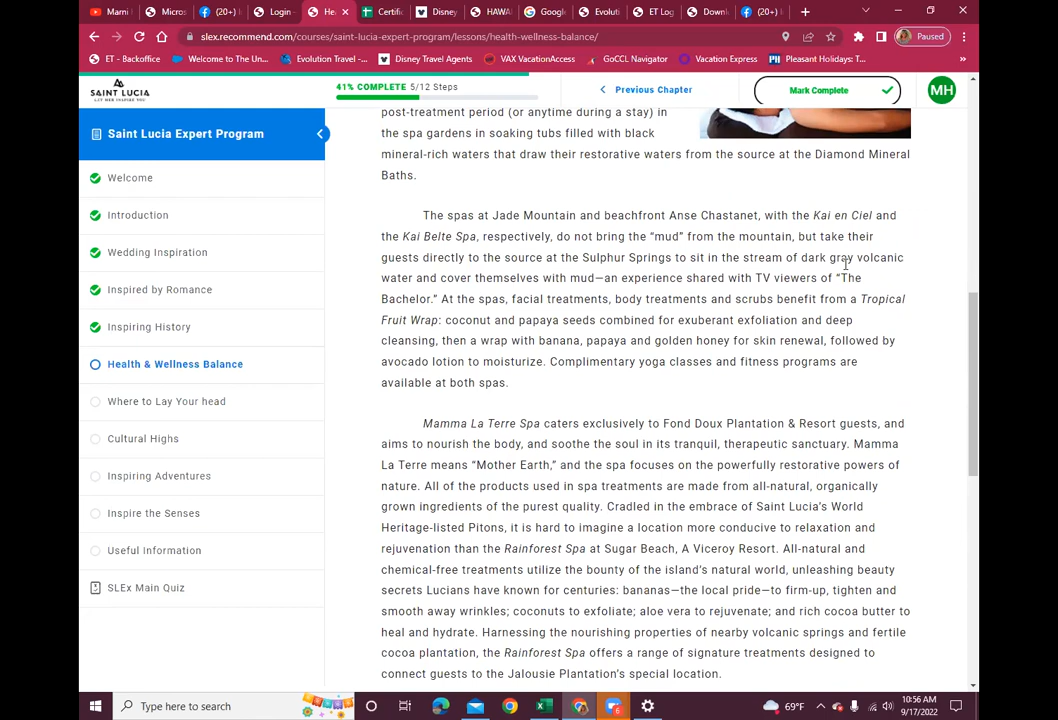 Marni
Micros
(20+)
Login -
He
Certific
Disney
HAWA
Google
Evoluti
ET Log
Downl
(20+)
slex.recommend.com/courses/saint-lucia-expert-program/lessons/health-wellness-balance/
Paused
ET - Backoffice
Welcome to The Un...
Evolution Travel -...
Disney Travel Agents
VAX VacationAccess
GoCCL Navigator
Vacation Express
Pleasant Holidays: T...
SAINT LUCIA
LET HER INSPIRE YOU
41% COMPLETE 5/12 Steps
Previous Chapter
Mark Complete
MH
Saint Lucia Expert Program
Welcome
Introduction
Wedding Inspiration
Inspired by Romance
Inspiring History
Health & Wellness Balance
Where to Lay Your head
Cultural Highs
Inspiring Adventures
Inspire the Senses
Useful Information
SLEx Main Quiz
post-treatment period (or anytime during a stay) in
the spa gardens in soaking tubs filled with black
mineral-rich waters that draw their restorative waters from the source at the Diamond Mineral
Baths.
The spas at Jade Mountain and beachfront Anse Chastanet, with the Kai en Ciel and
the Kai Belte Spa, respectively, do not bring the “mud” from the mountain, but take their
guests directly to the source at the Sulphur Springs to sit in the stream of dark gray volcanic
water and cover themselves with mud—an experience shared with TV viewers of “The
Bachelor.” At the spas, facial treatments, body treatments and scrubs benefit from a Tropical
Fruit Wrap: coconut and papaya seeds combined for exuberant exfoliation and deep
cleansing, then a wrap with banana, papaya and golden honey for skin renewal, followed by
avocado lotion to moisturize. Complimentary yoga classes and fitness programs are
available at both spas.
Mamma La Terre Spa caters exclusively to Fond Doux Plantation & Resort guests, and
aims to nourish the body, and soothe the soul in its tranquil, therapeutic sanctuary. Mamma
La Terre means “Mother Earth,” and the spa focuses on the powerfully restorative powers of
nature. All of the products used in spa treatments are made from all-natural, organically
grown ingredients of the purest quality. Cradled in the embrace of Saint Lucia’s World
Heritage-listed Pitons, it is hard to imagine a location more conducive to relaxation and
rejuvenation than the Rainforest Spa at Sugar Beach, A Viceroy Resort. All-natural and
chemical-free treatments utilize the bounty of the island’s natural world, unleashing beauty
secrets Lucians have known for centuries: bananas—the local pride—to firm-up, tighten and
smooth away wrinkles; coconuts to exfoliate; aloe vera to rejuvenate; and rich cocoa butter to
heal and hydrate. Harnessing the nourishing properties of nearby volcanic springs and fertile
cocoa plantation, the Rainforest Spa offers a range of signature treatments designed to
connect guests to the Jalousie Plantation’s special location.
Type here to search
69°F
10:56 AM
9/17/2022